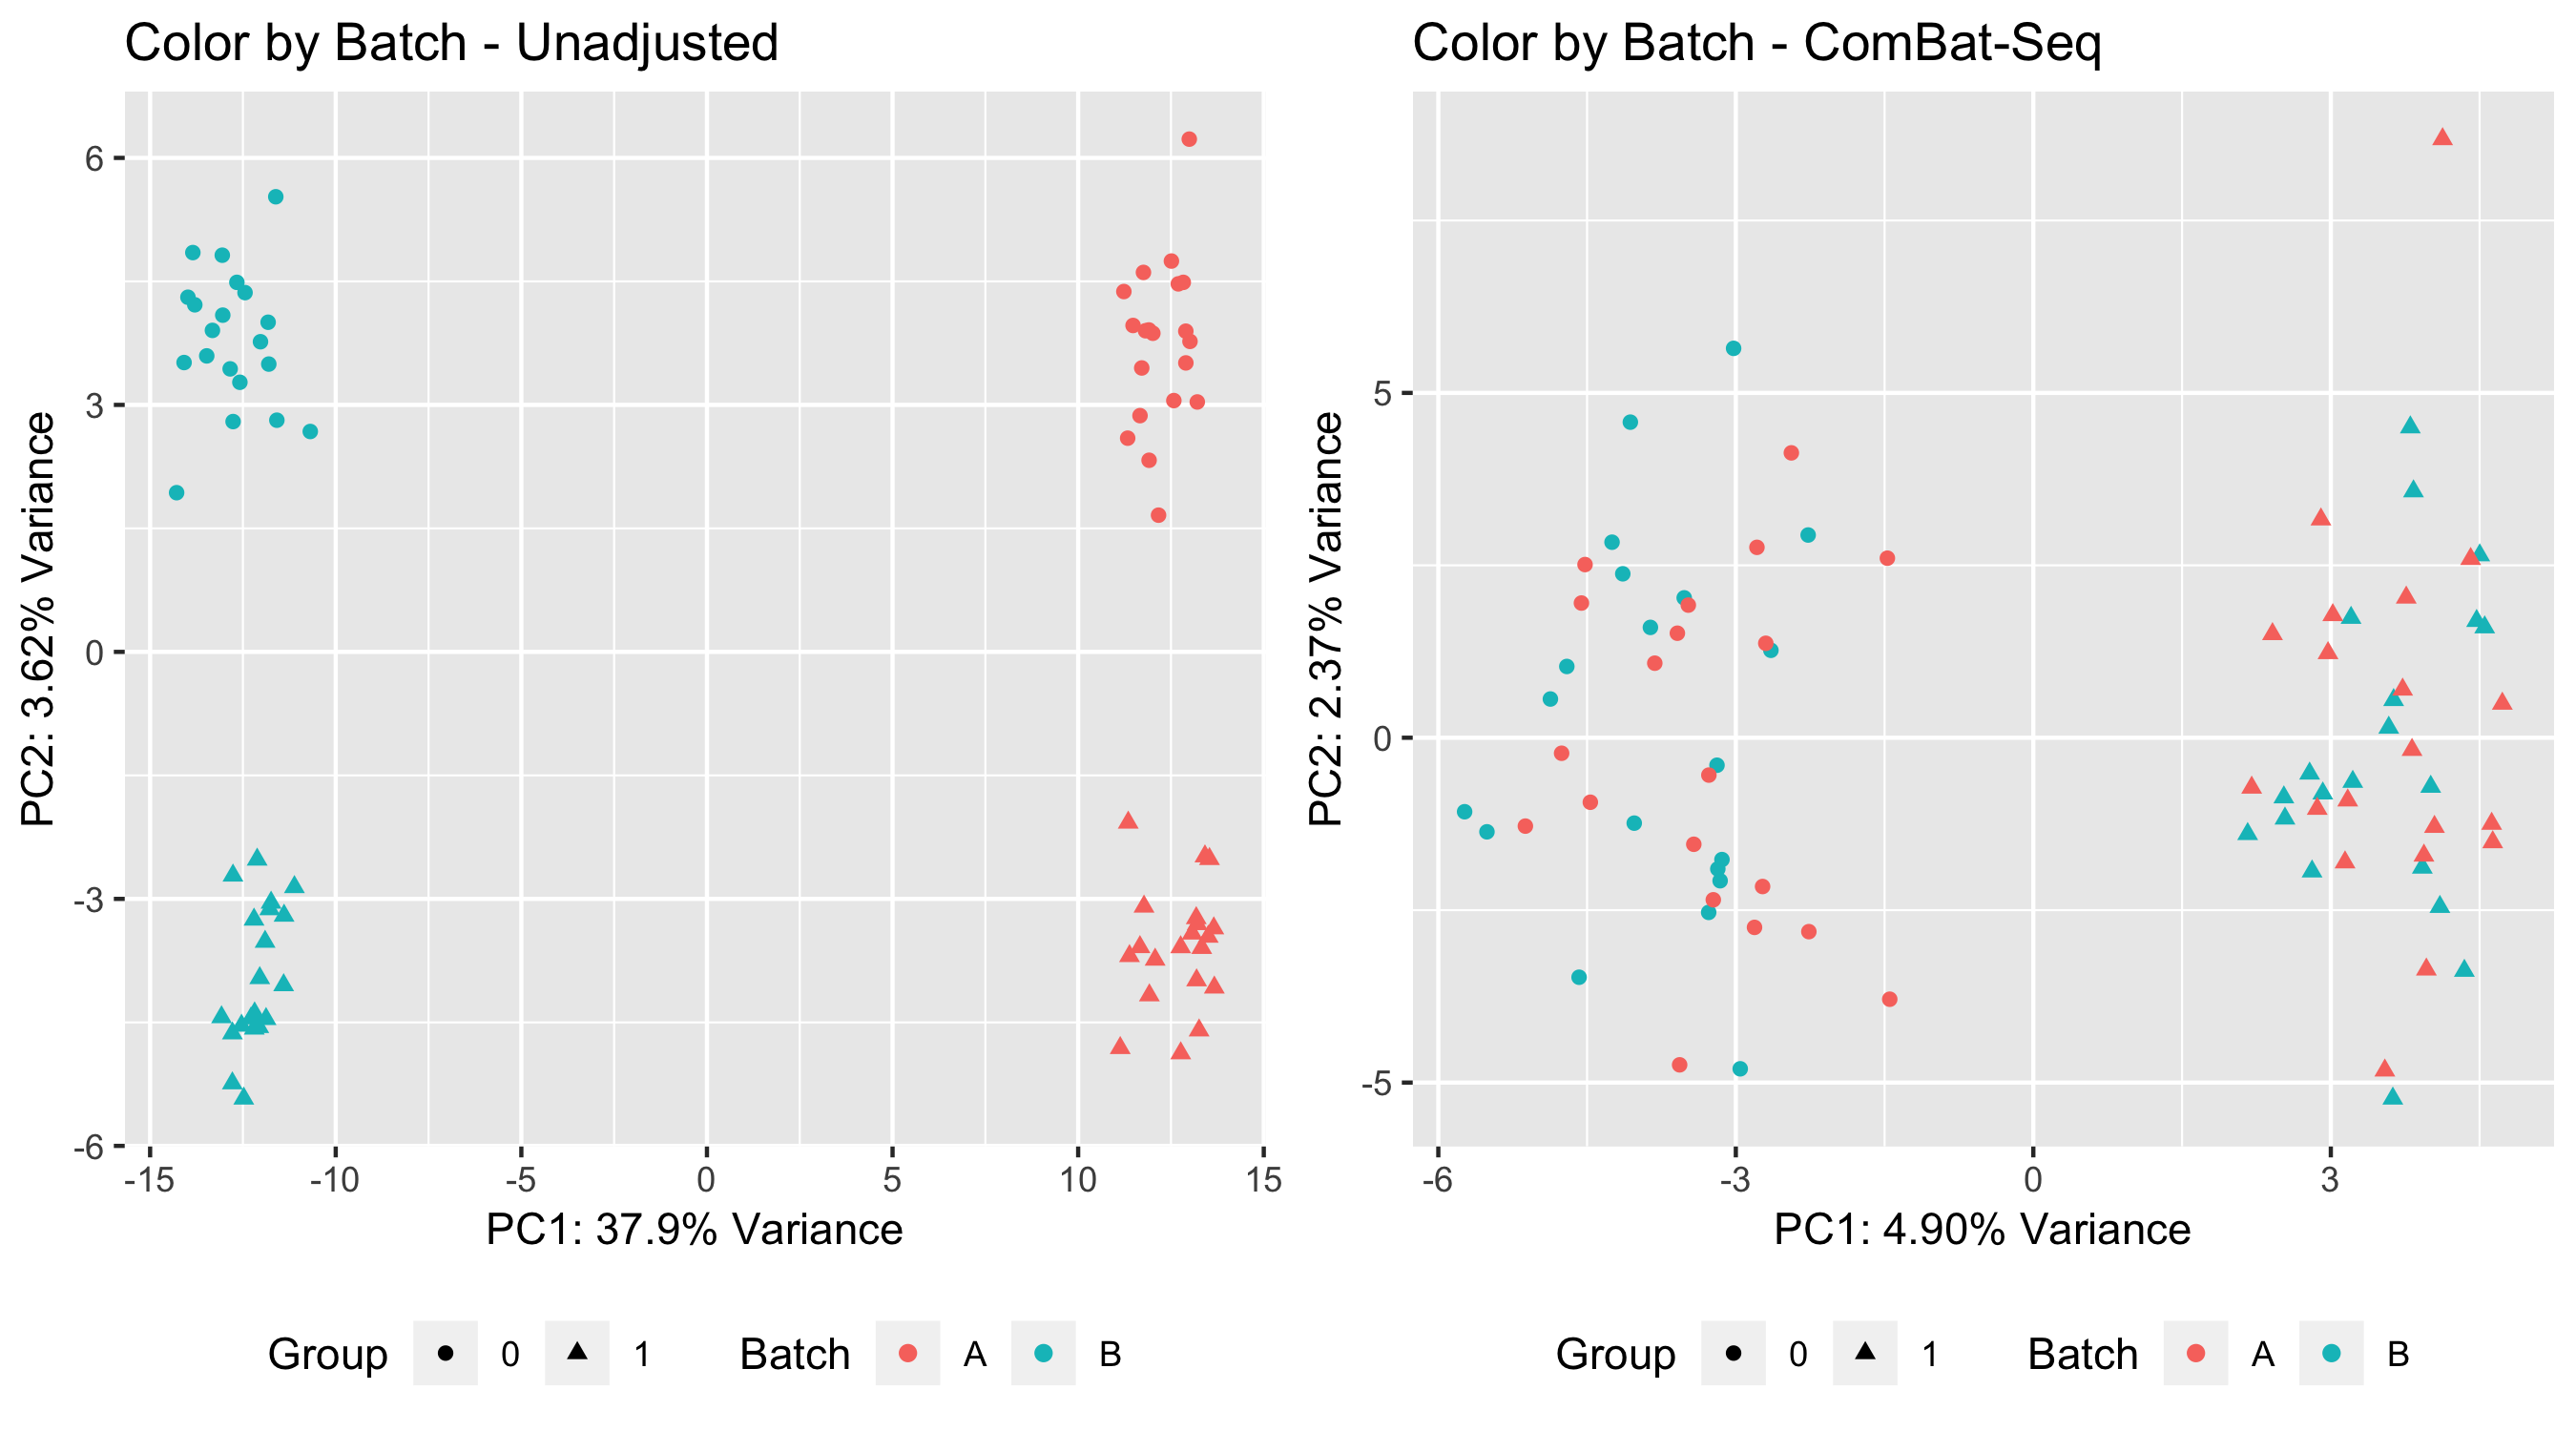 Color by Batch - Unadjusted
6
3
0
-3
-6
PC2: 3.62% Variance
-15 -10 -5 0 5 10 15
PC1: 37.9% Variance
Group 0 1 Batch A B
Color by Batch - ComBat-Seq
5
0
-5
PC2: 2.37% Variance
-6 -3 0 3
PC1: 4.90% Variance
Group 0 1 Batch A B